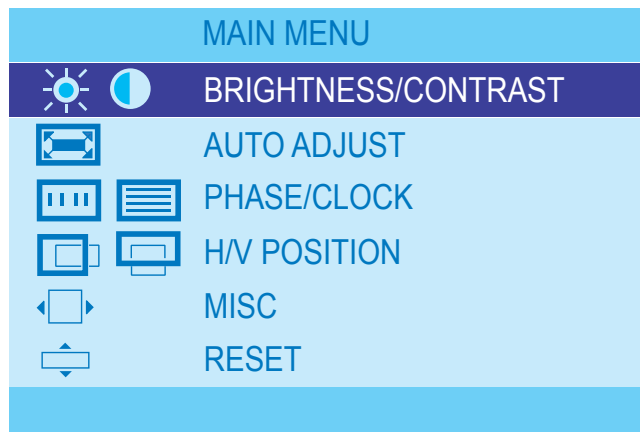 MAIN MENU
BRIGHTNESS/CONTRAST
AUTO ADJUST
PHASE/CLOCK
H/V POSITION
MISC
RESET